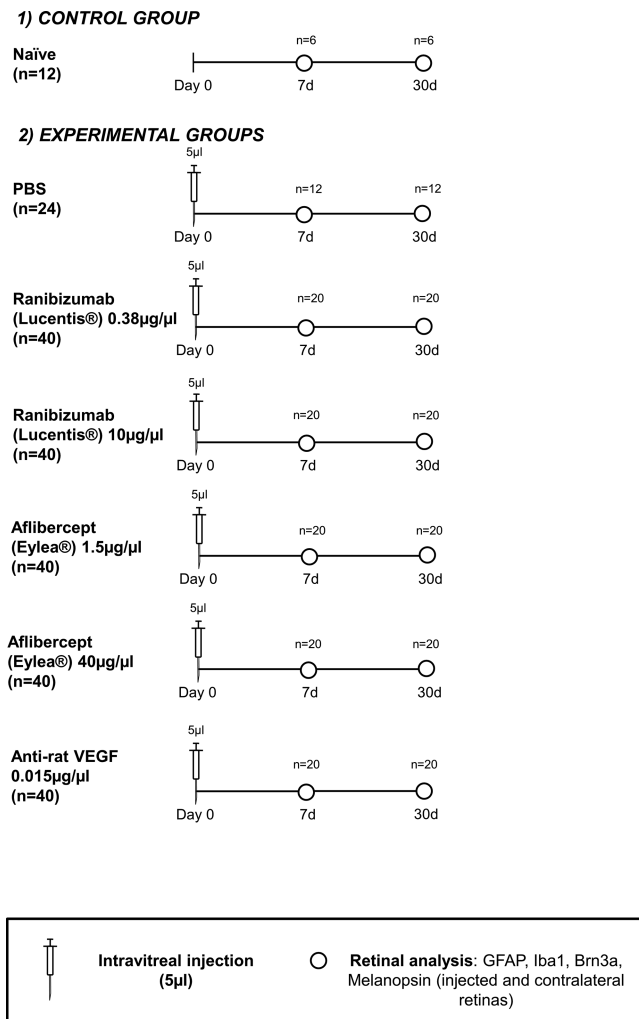 1) CONTROL GROUP
Naïve
(n=12)
n=6
n=6
Day 0
7d
30d
2) EXPERIMENTAL GROUPS
PBS
(n=24)
5µl
n=12
n=12
Day 0
7d
30d
Ranibizumab
(Lucentis®) 0.38µg/µl
(n=40)
5µl
n=20
n=20
Day 0
7d
30d
Ranibizumab
(Lucentis®) 10µg/µl
(n=40)
5µl
n=20
n=20
Day 0
7d
30d
Aflibercept
(Eylea®) 1.5µg/µl
(n=40)
5µl
n=20
n=20
Day 0
7d
30d
Aflibercept
(Eylea®) 40µg/µl
(n=40)
5µl
n=20
n=20
Day 0
7d
30d
Anti-rat VEGF
0.015µg/µl
(n=40)
5µl
n=20
n=20
Day 0
7d
30d
Intravitreal injection
(5µl)
Retinal analysis: GFAP, Iba1, Brn3a,
Melanopsin (injected and contralateral
retinas)